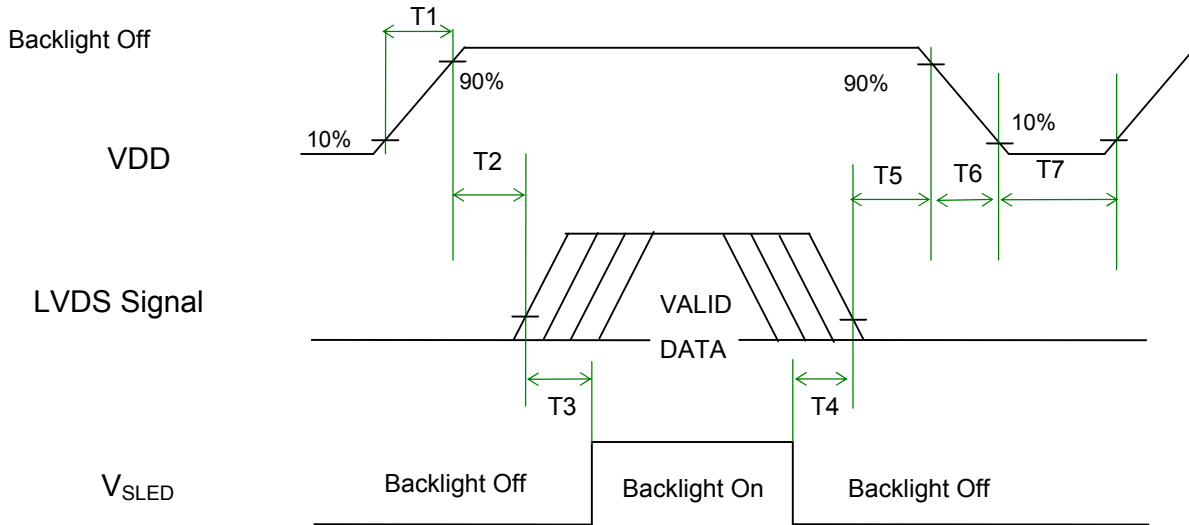 T1
Backlight Off
90%
90%
10%
10%
VDD
T2
T5
T6
T7
LVDS Signal
VALID
DATA
T3
T4
VSLED
Backlight Off
Backlight On
Backlight Off